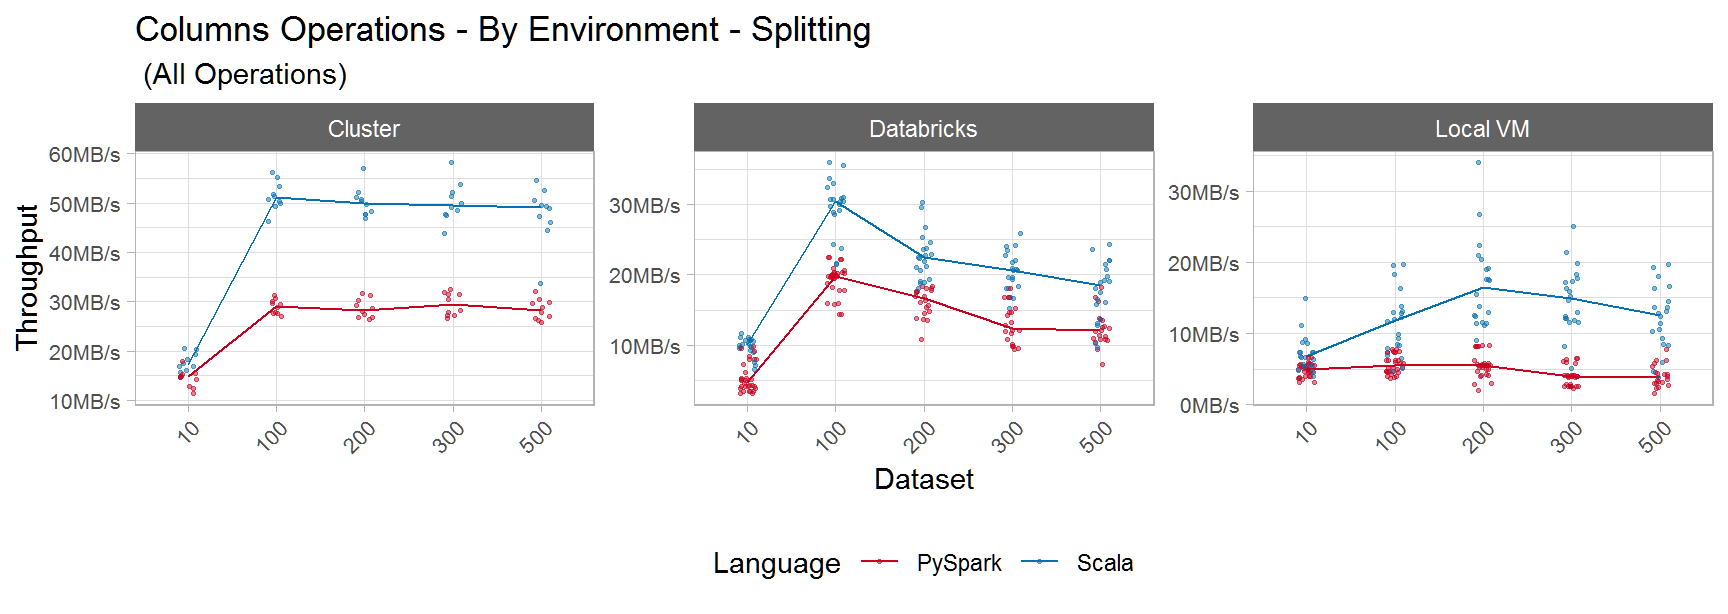 Columns Operations - By Environment - Splitting
(All Operations)
Cluster
Databricks
Local VM
Throughput
60MB/s
50MB/s
40MB/s
30MB/s
20MB/s
10MB/s
30MB/s
20MB/s
10MB/s
30MB/s
20MB/s
10MB/s
0MB/s
10 100 200 300 500
10 100 200 300 500
10 100 200 300 500
Dataset
Language PySpark Scala